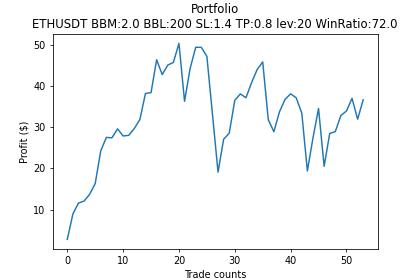 Portfolio
ETHUSDT BBM:2.0 BBL:200 SL:1.4 TP:0.8 lev:20 WinRatio:72.0
50
40
30
20
10
Profit ($)
0 10 20 30 40 50
Trade counts